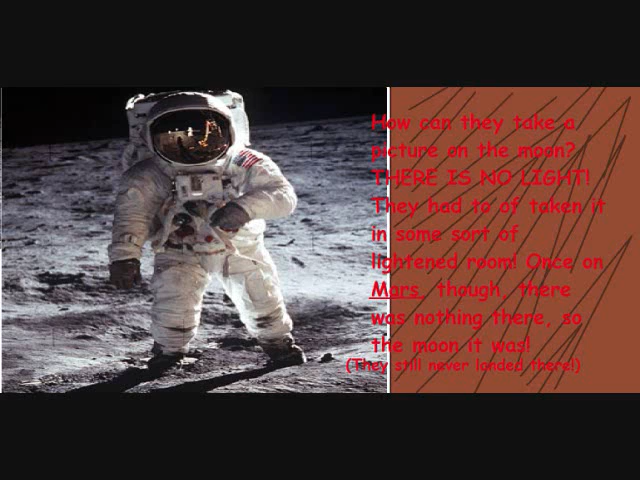 How can they take a
picture on the moon?
THERE IS NO LIGHT!
They had to of taken it
in some sort of
lightened room! Once on
Mars, though, there
was nothing there, so
the moon it was!
(They still never landed there!)